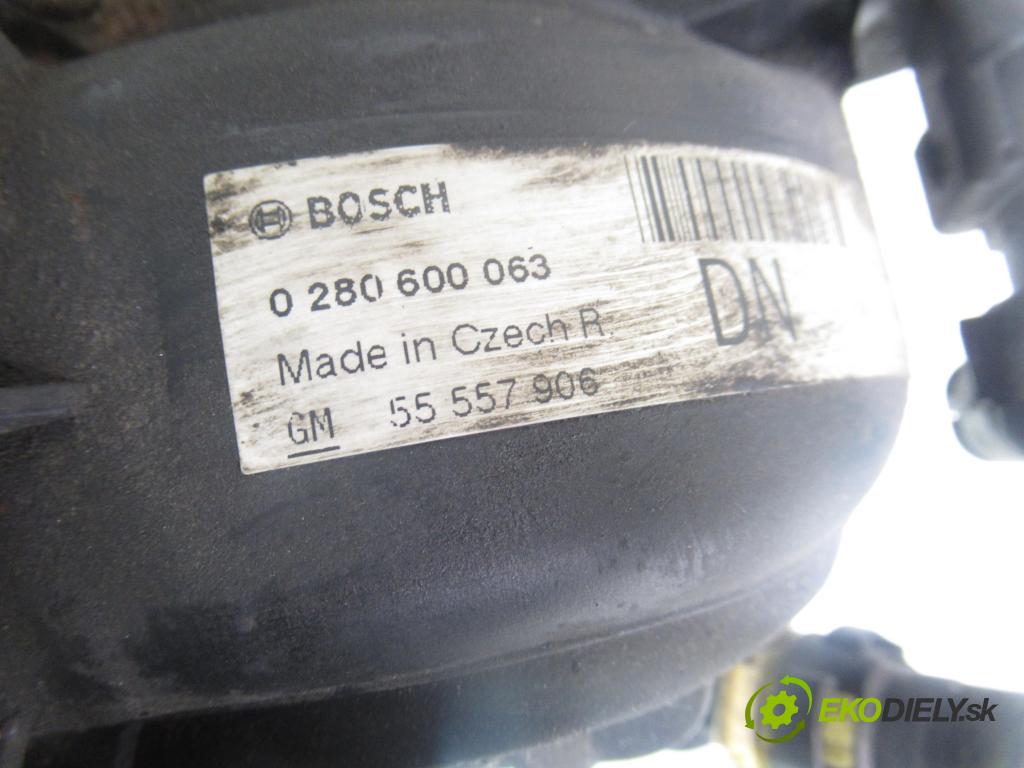 BOSCH
0 280 600 063
Made in Czech R.
GM 55 557 906
DN
EKODIELY.sk